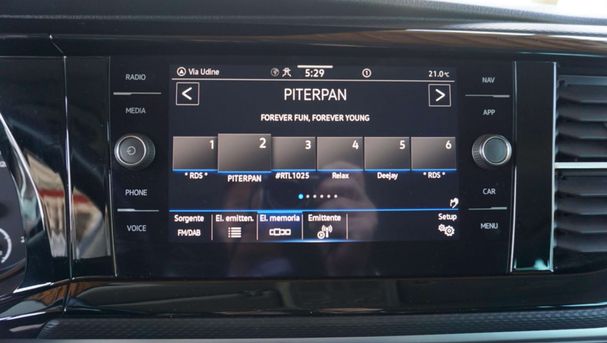 RADIO
MEDIA
PHONE
VOICE
Via Udine
5:29
21.0°C
PITERPAN
FOREVER FUN, FOREVER YOUNG
1 2 3 4 5 6
* RDS * PITERPAN #RTL1025 Relax Deejay * RDS *
Sorgente El. emitten. El. memoria Emittente Setup
FM/DAB
NAV
APP
CAR
MENU